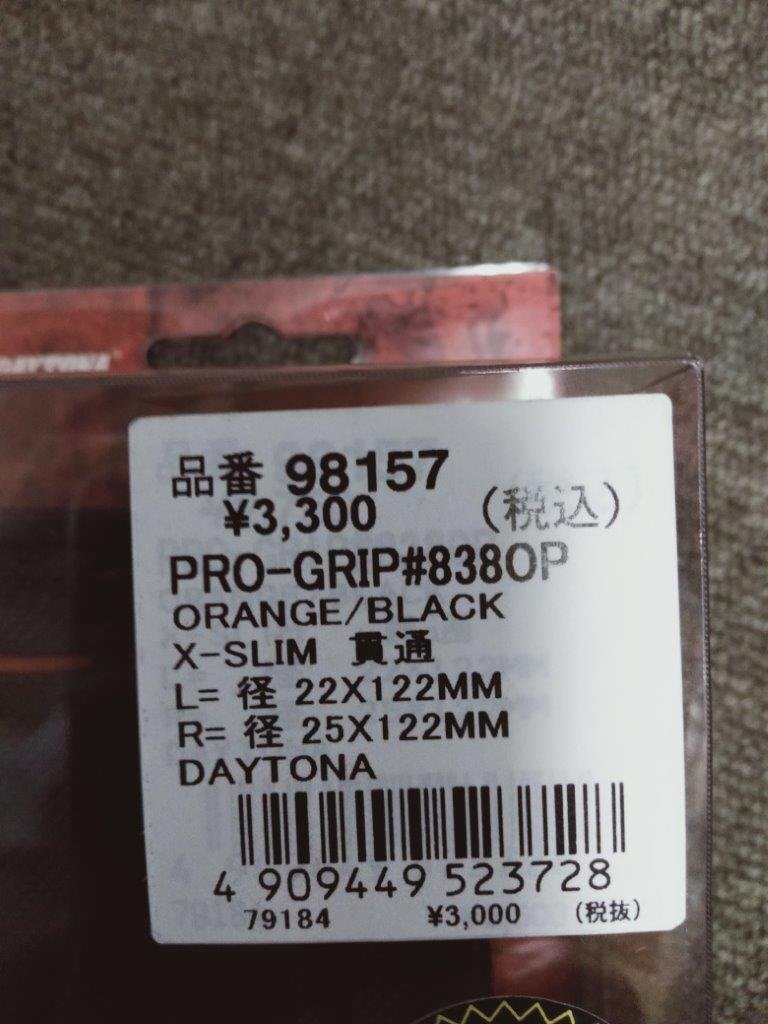 DAYTONA
品番 98157
¥3,300 (税込)
PRO-GRIP#838OP
ORANGE/BLACK
X-SLIM 貫通
L= 径 22X122MM
R= 径 25X122MM
DAYTONA
4 909449 523728
79184 ¥3,000 (税抜)